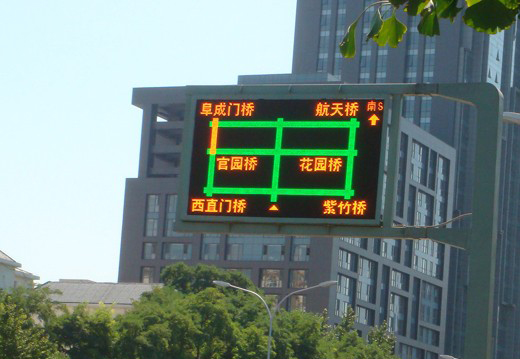 阜成门桥 航天桥 南S
官园桥 花园桥
西直门桥 紫竹桥